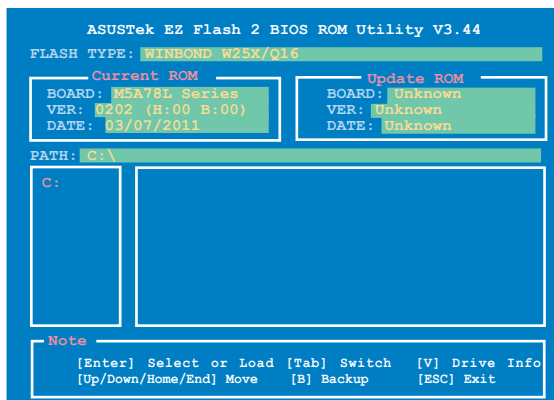 ASUSTek EZ Flash 2 BIOS ROM Utility V3.44
FLASH TYPE: WINBOND W25X/Q16
Current ROM
BOARD: M5A78L Series
VER: 0202 (H:00 B:00)
DATE: 03/07/2011
Update ROM
BOARD: Unknown
VER: Unknown
DATE: Unknown
PATH: C:\
C:
Note
[Enter] Select or Load [Tab] Switch [V] Drive Info
[Up/Down/Home/End] Move [B] Backup [ESC] Exit